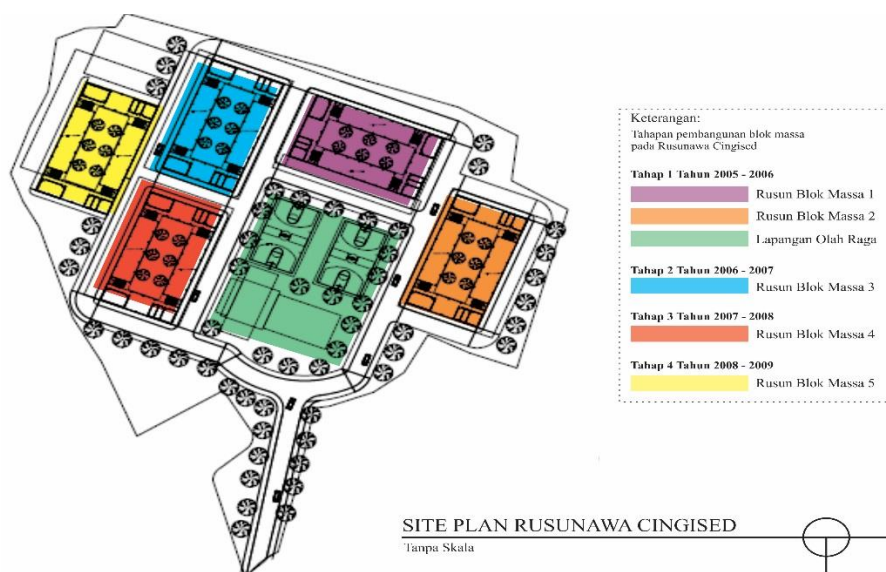 Keterangan:
Tahapan pembangunan blok massa
pada Rusunawa Cingised
Tahap 1 Tahun 2005 - 2006
Rusun Blok Massa 1
Rusun Blok Massa 2
Lapangan Olah Raga
Tahap 2 Tahun 2006 - 2007
Rusun Blok Massa 3
Tahap 3 Tahun 2007 - 2008
Rusun Blok Massa 4
Tahap 4 Tahun 2008 - 2009
Rusun Blok Massa 5
SITE PLAN RUSUNAWA CINGISED
Tanpa Skala